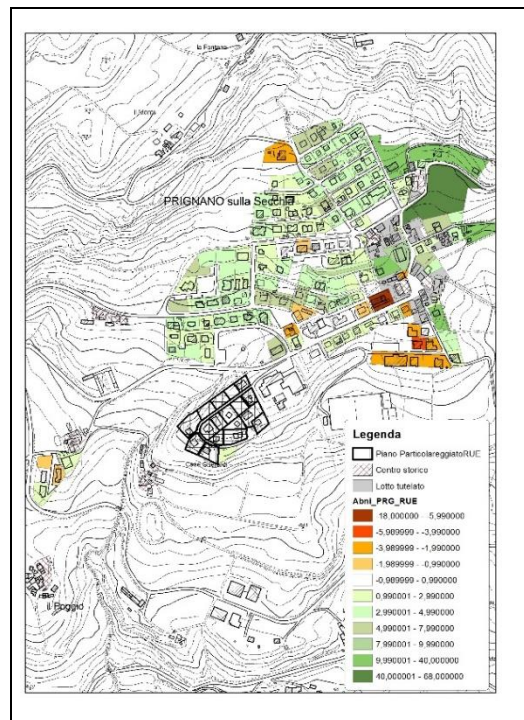 la Fontana
PRIGNANO sulla Secchia
il Poggio
Legenda
Piano ParticolareggiatoRUE
Centro storico
Lotto tutelato
Abni_PRG_RUE
18,000000 - 5,990000
-5,989999 - -3,990000
-3,989999 - -1,990000
-1,989999 - -0,990000
-0,989999 - 0,990000
0,990001 - 2,990000
2,990001 - 4,990000
4,990001 - 7,990000
7,990001 - 9,990000
9,990001 - 40,000000
40,000001 - 68,000000